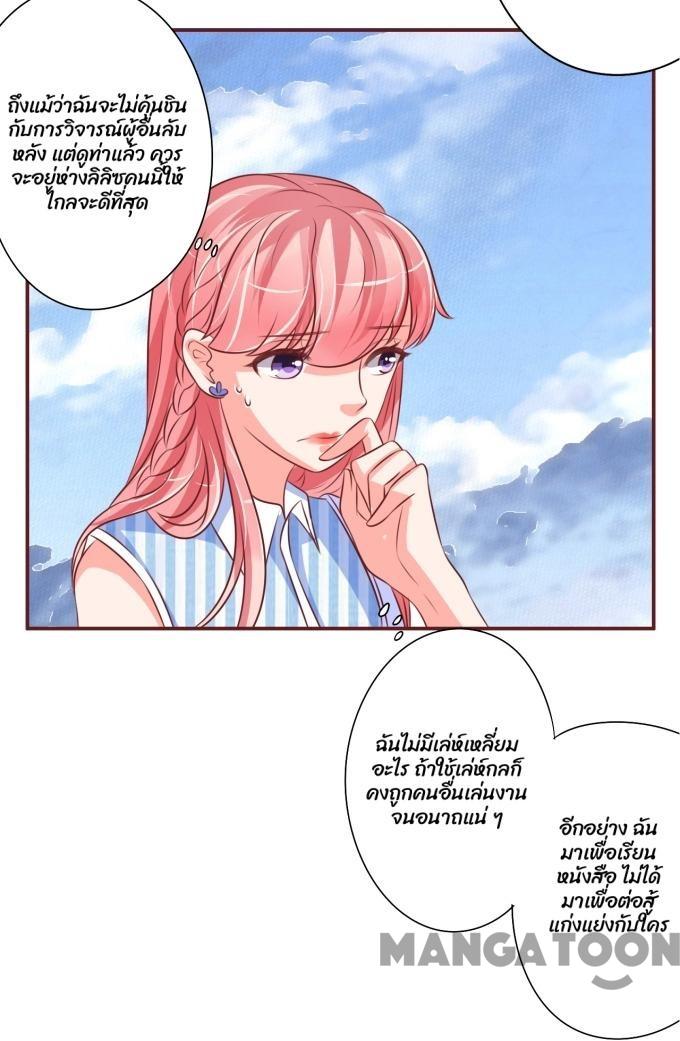 ถึงแม้ว่าฉันจะไม่คุ้นชิน
กับการวิจารณ์ผู้อื่นลับ
หลัง แต่ดูท่าแล้ว ควร
จะอยู่ห่างลิลิซคนนี้ให้
ไกลจะดีที่สุด
ฉันไม่มีเล่ห์เหลี่ยม
อะไร ถ้าใช้เล่ห์กลก็
คงถูกคนอื่นเล่นงาน
จนอนาถแน่ ๆ
อีกอย่าง ฉัน
มาเพื่อเรียน
หนังสือ ไม่ได้
มาเพื่อต่อสู้
แก่งแย่งกับใคร
MANGATOON